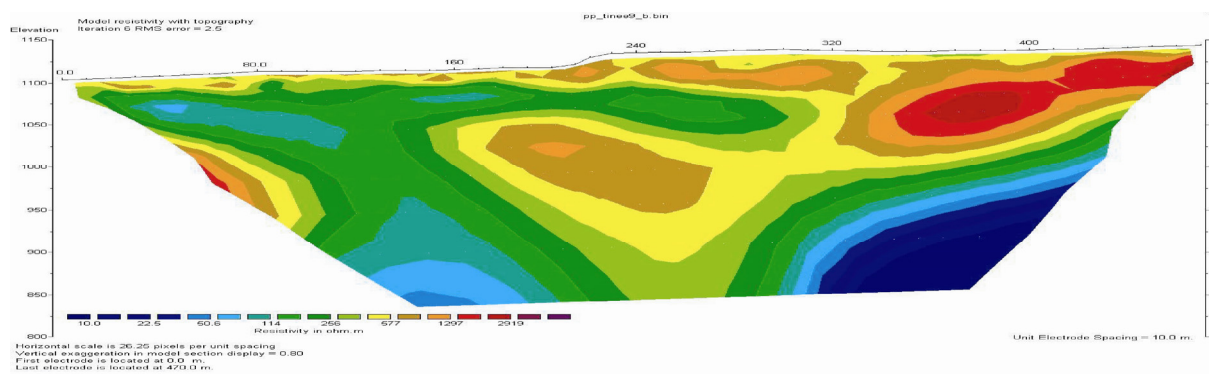 pp_tinee9_b.bin
Model resistivity with topography
Iteration 6 RMS error = 2.5
Elevation
1150
1100
1050
1000
950
900
850
800
0.0 80.0 160 240 320 400
10.0 22.5 50.6 114 256 577 1297 2919
Resistivity in ohm.m
Unit Electrode Spacing = 10.0 m.
Horizontal scale is 26.25 pixels per unit spacing
Vertical exaggeration in model section display = 0.80
First electrode is located at 0.0 m.
Last electrode is located at 470.0 m.